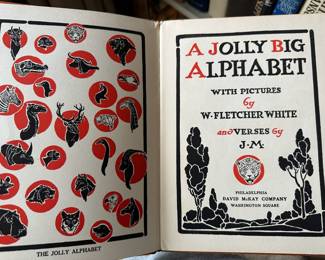 THE JOLLY ALPHABET
A JOLLY BIG
ALPHABET
WITH PICTURES
by
W. FLETCHER WHITE
and VERSES by
J. M.
PHILADELPHIA
DAVID McKAY COMPANY
WASHINGTON SQUARE